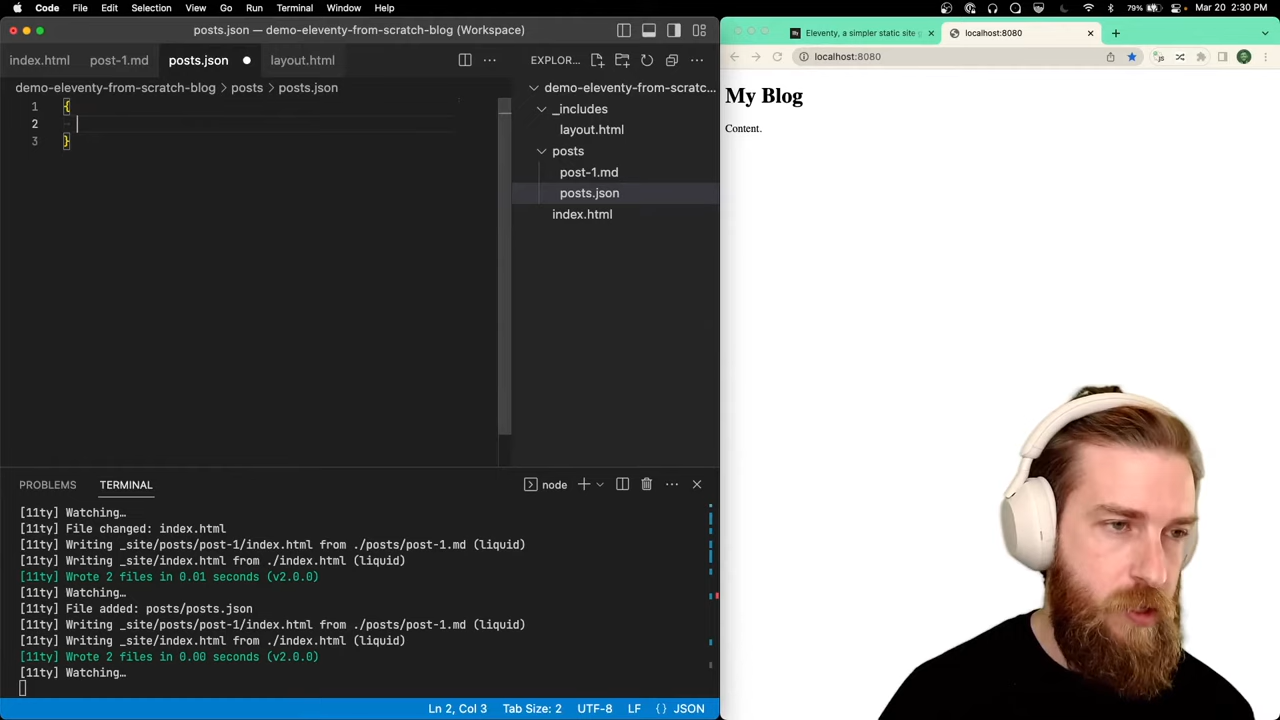 Code File Edit Selection View Go Run Terminal Window Help
79% Mar 20 2:30 PM
posts.json — demo-eleventy-from-scratch-blog (Workspace)
index.html post-1.md posts.json layout.html
EXPLOR...
demo-eleventy-from-scratch-blog > posts > posts.json
1 {
2
3 }
demo-eleventy-from-scratc...
_includes
layout.html
posts
post-1.md
posts.json
index.html
PROBLEMS TERMINAL
node
[11ty] Watching…
[11ty] File changed: index.html
[11ty] Writing _site/posts/post-1/index.html from ./posts/post-1.md (liquid)
[11ty] Writing _site/index.html from ./index.html (liquid)
[11ty] Wrote 2 files in 0.01 seconds (v2.0.0)
[11ty] Watching…
[11ty] File added: posts/posts.json
[11ty] Writing _site/posts/post-1/index.html from ./posts/post-1.md (liquid)
[11ty] Writing _site/index.html from ./index.html (liquid)
[11ty] Wrote 2 files in 0.00 seconds (v2.0.0)
[11ty] Watching…
Ln 2, Col 3 Tab Size: 2 UTF-8 LF {} JSON
Eleventy, a simpler static site
localhost:8080
localhost:8080
My Blog
Content.